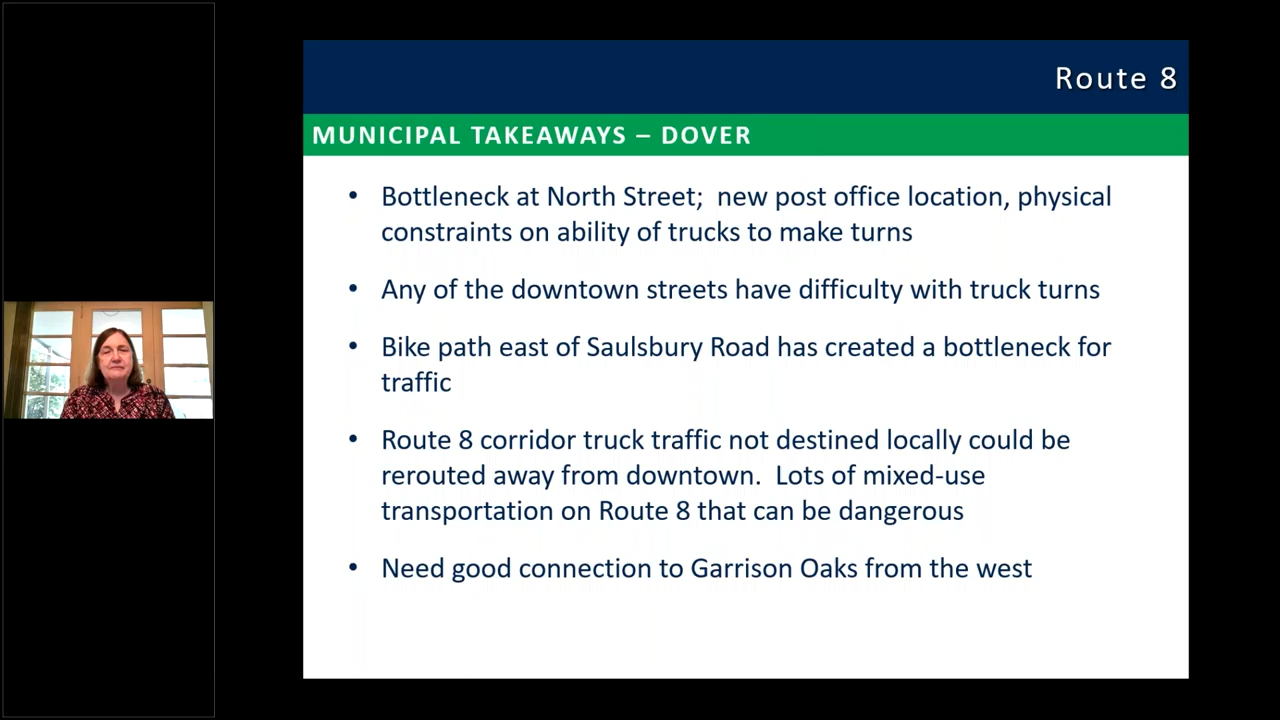 Route 8
MUNICIPAL TAKEAWAYS – DOVER
• Bottleneck at North Street;  new post office location, physical
constraints on ability of trucks to make turns
• Any of the downtown streets have difficulty with truck turns
• Bike path east of Saulsbury Road has created a bottleneck for
traffic
• Route 8 corridor truck traffic not destined locally could be
rerouted away from downtown.  Lots of mixed-use
transportation on Route 8 that can be dangerous
• Need good connection to Garrison Oaks from the west